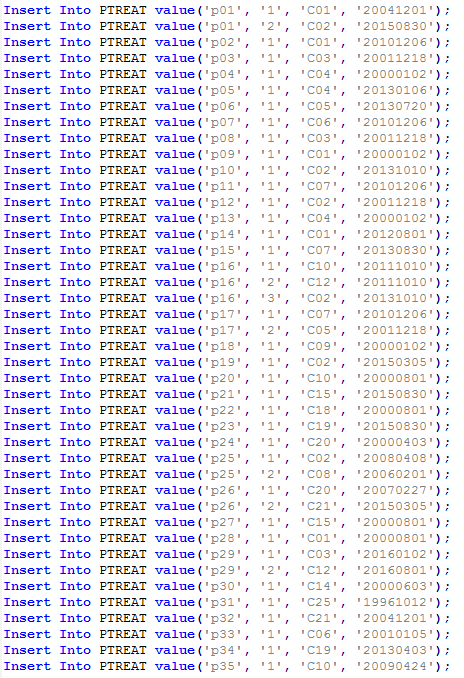 Insert Into PTREAT value('p01', '1', 'C01', '20041201');
Insert Into PTREAT value('p01', '2', 'C02', '20150830');
Insert Into PTREAT value('p02', '1', 'C01', '20101206');
Insert Into PTREAT value('p03', '1', 'C03', '20011218');
Insert Into PTREAT value('p04', '1', 'C04', '20000102');
Insert Into PTREAT value('p05', '1', 'C04', '20130106');
Insert Into PTREAT value('p06', '1', 'C05', '20130720');
Insert Into PTREAT value('p07', '1', 'C06', '20101206');
Insert Into PTREAT value('p08', '1', 'C03', '20011218');
Insert Into PTREAT value('p09', '1', 'C01', '20000102');
Insert Into PTREAT value('p10', '1', 'C02', '20131010');
Insert Into PTREAT value('p11', '1', 'C07', '20101206');
Insert Into PTREAT value('p12', '1', 'C02', '20011218');
Insert Into PTREAT value('p13', '1', 'C04', '20000102');
Insert Into PTREAT value('p14', '1', 'C01', '20120801');
Insert Into PTREAT value('p15', '1', 'C07', '20130830');
Insert Into PTREAT value('p16', '1', 'C10', '20111010');
Insert Into PTREAT value('p16', '2', 'C12', '20111010');
Insert Into PTREAT value('p16', '3', 'C02', '20131010');
Insert Into PTREAT value('p17', '1', 'C07', '20101206');
Insert Into PTREAT value('p17', '2', 'C05', '20011218');
Insert Into PTREAT value('p18', '1', 'C09', '20000102');
Insert Into PTREAT value('p19', '1', 'C02', '20150305');
Insert Into PTREAT value('p20', '1', 'C10', '20000801');
Insert Into PTREAT value('p21', '1', 'C15', '20150830');
Insert Into PTREAT value('p22', '1', 'C18', '20000801');
Insert Into PTREAT value('p23', '1', 'C19', '20150830');
Insert Into PTREAT value('p24', '1', 'C20', '20000403');
Insert Into PTREAT value('p25', '1', 'C02', '20080408');
Insert Into PTREAT value('p25', '2', 'C08', '20060201');
Insert Into PTREAT value('p26', '1', 'C20', '20070227');
Insert Into PTREAT value('p26', '2', 'C21', '20150305');
Insert Into PTREAT value('p27', '1', 'C15', '20000801');
Insert Into PTREAT value('p28', '1', 'C01', '20000801');
Insert Into PTREAT value('p29', '1', 'C03', '20160102');
Insert Into PTREAT value('p29', '2', 'C12', '20160801');
Insert Into PTREAT value('p30', '1', 'C14', '20000603');
Insert Into PTREAT value('p31', '1', 'C25', '19961012');
Insert Into PTREAT value('p32', '1', 'C21', '20041201');
Insert Into PTREAT value('p33', '1', 'C06', '20010105');
Insert Into PTREAT value('p34', '1', 'C19', '20130403');
Insert Into PTREAT value('p35', '1', 'C10', '20090424');